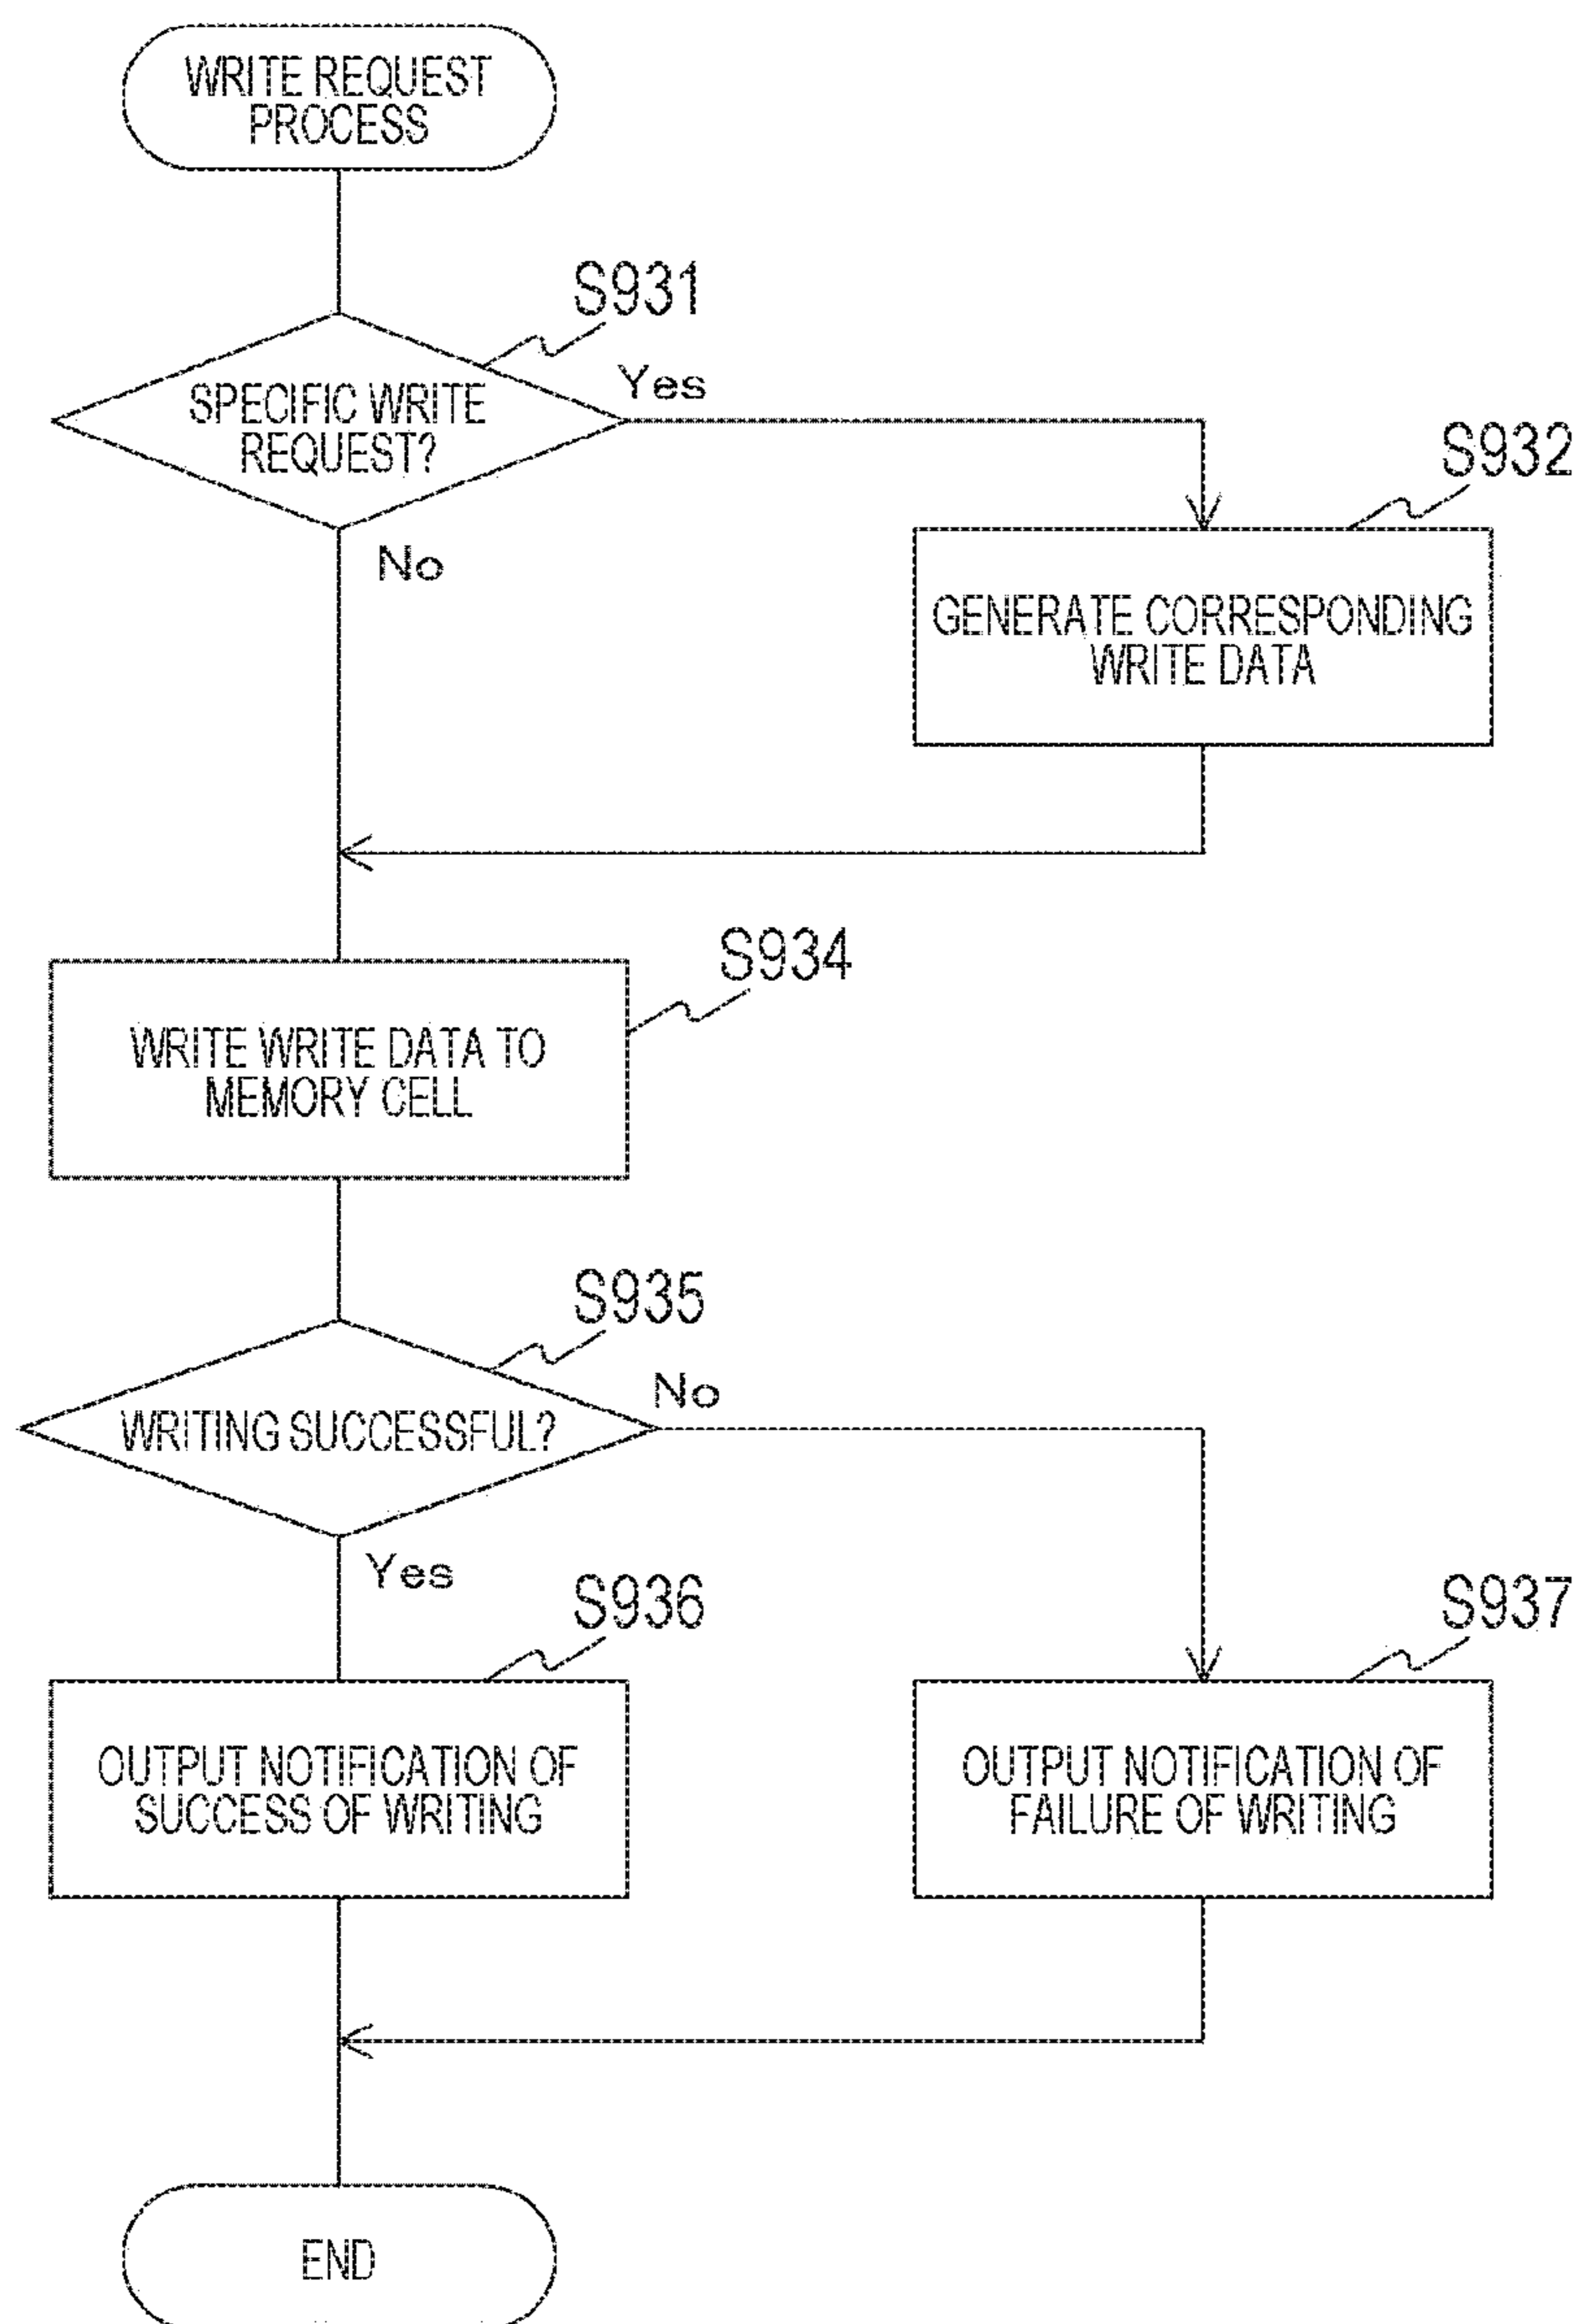 WRITE REQUEST
PROCESS
S931
SPECIFIC WRITE
REQUEST?
Yes
No
S932
GENERATE CORRESPONDING
WRITE DATA
S934
WRITE WRITE DATA TO
MEMORY CELL
S935
WRITING SUCCESSFUL?
No
Yes
S936
OUTPUT NOTIFICATION OF
SUCCESS OF WRITING
S937
OUTPUT NOTIFICATION OF
FAILURE OF WRITING
END